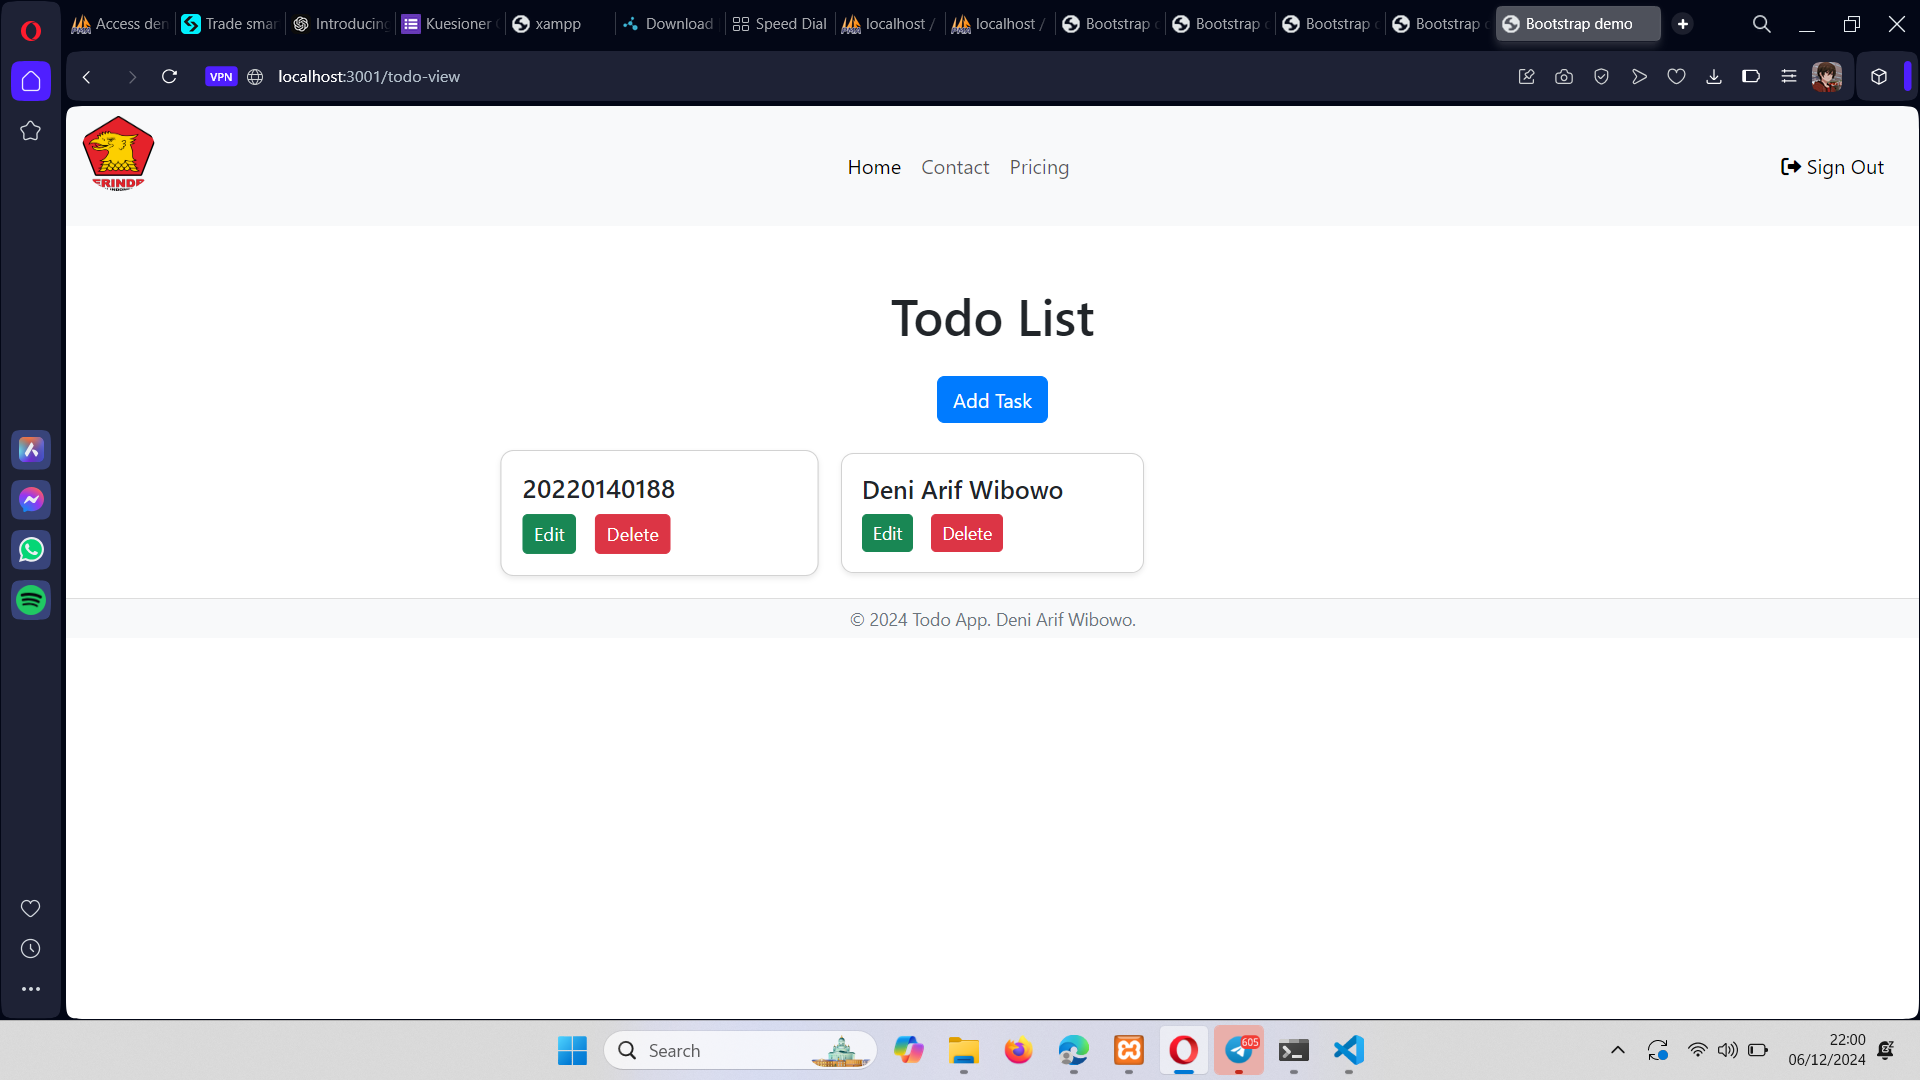 Access den
Trade smar
Introducing
Kuesioner
xampp
Download
Speed Dial
localhost /
localhost /
Bootstrap
Bootstrap
Bootstrap
Bootstrap
Bootstrap demo
VPN
localhost:3001/todo-view
Home
Contact
Pricing
Sign Out
Todo List
Add Task
20220140188
Edit
Delete
Deni Arif Wibowo
Edit
Delete
© 2024 Todo App. Deni Arif Wibowo.
Search
605
22:00
06/12/2024